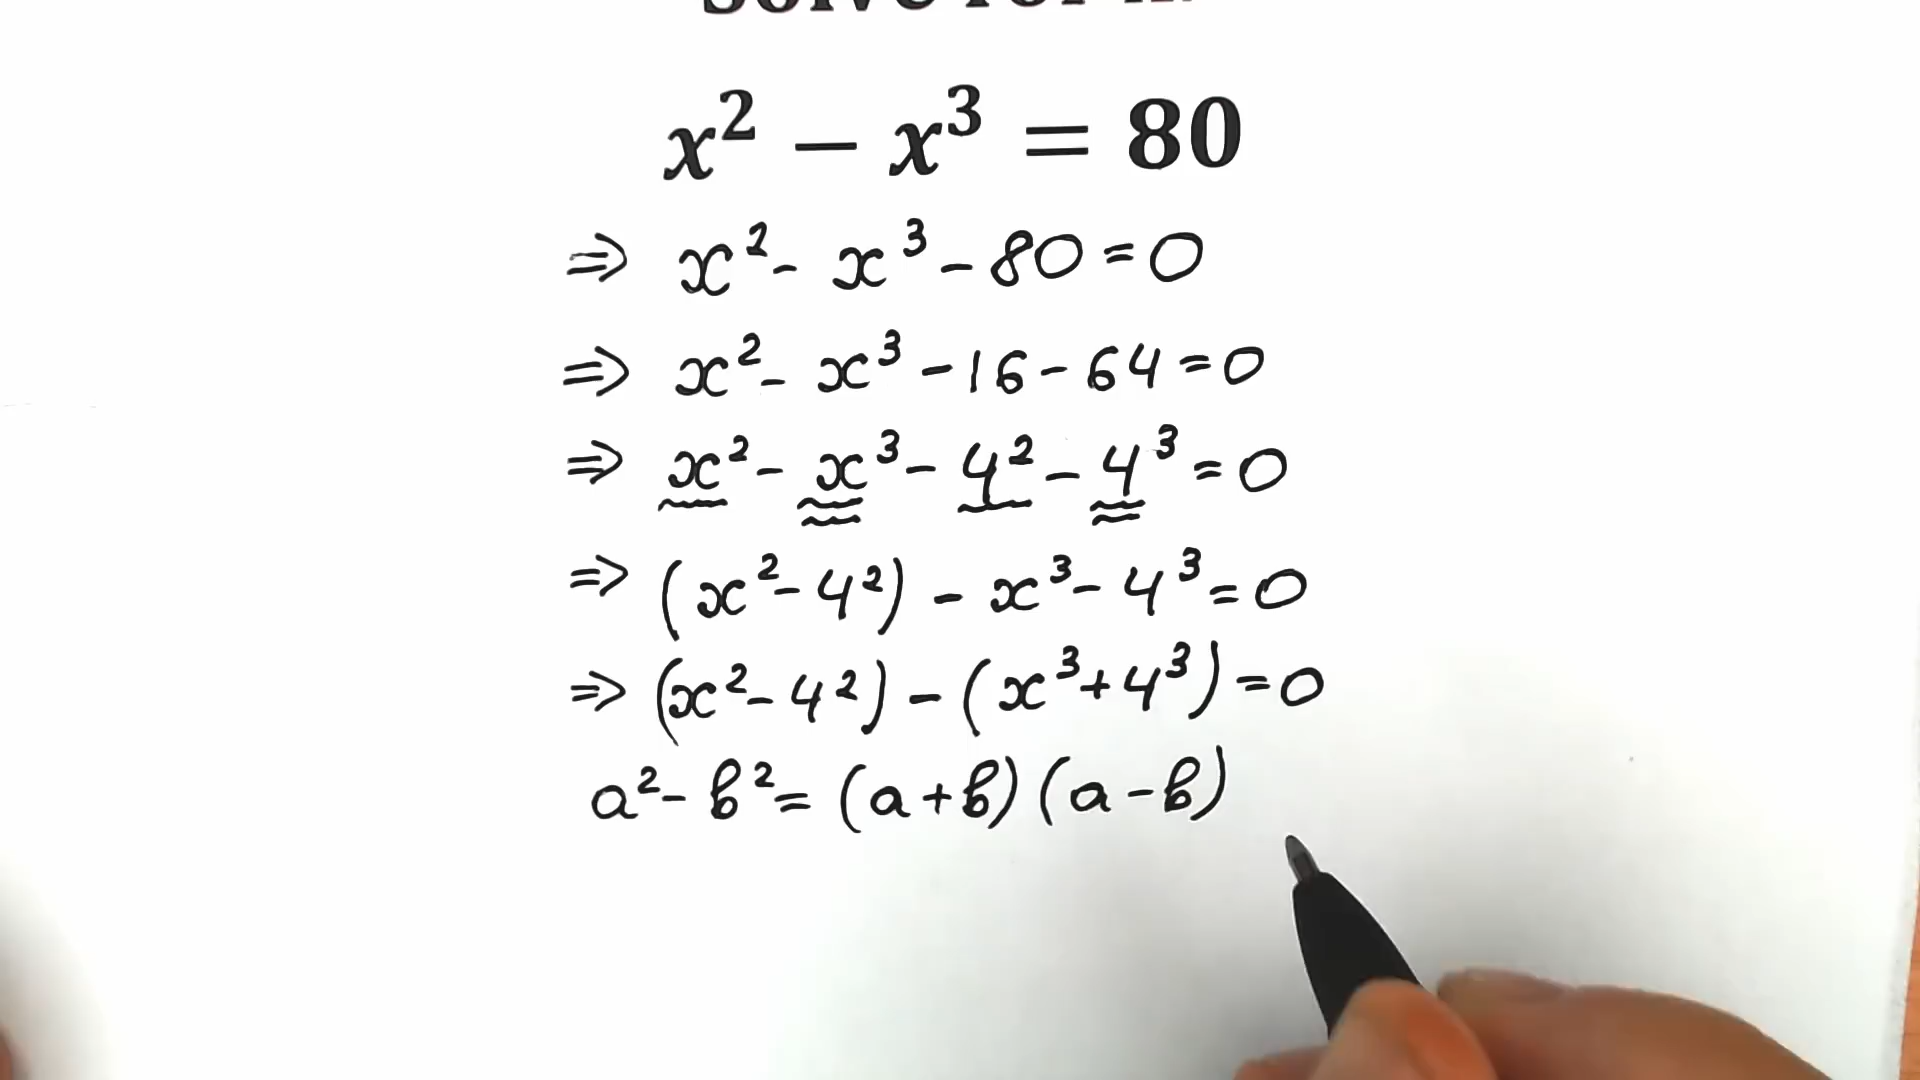 x² − x³ = 80
⇒ x² - x³ - 80 = 0
⇒ x² - x³ - 16 - 64 = 0
⇒ x² - x³ - 4² - 4³ = 0
⇒ (x² - 4²) - x³ - 4³ = 0
⇒ (x² - 4²) - (x³ + 4³) = 0
a² - b² = (a + b) (a - b)